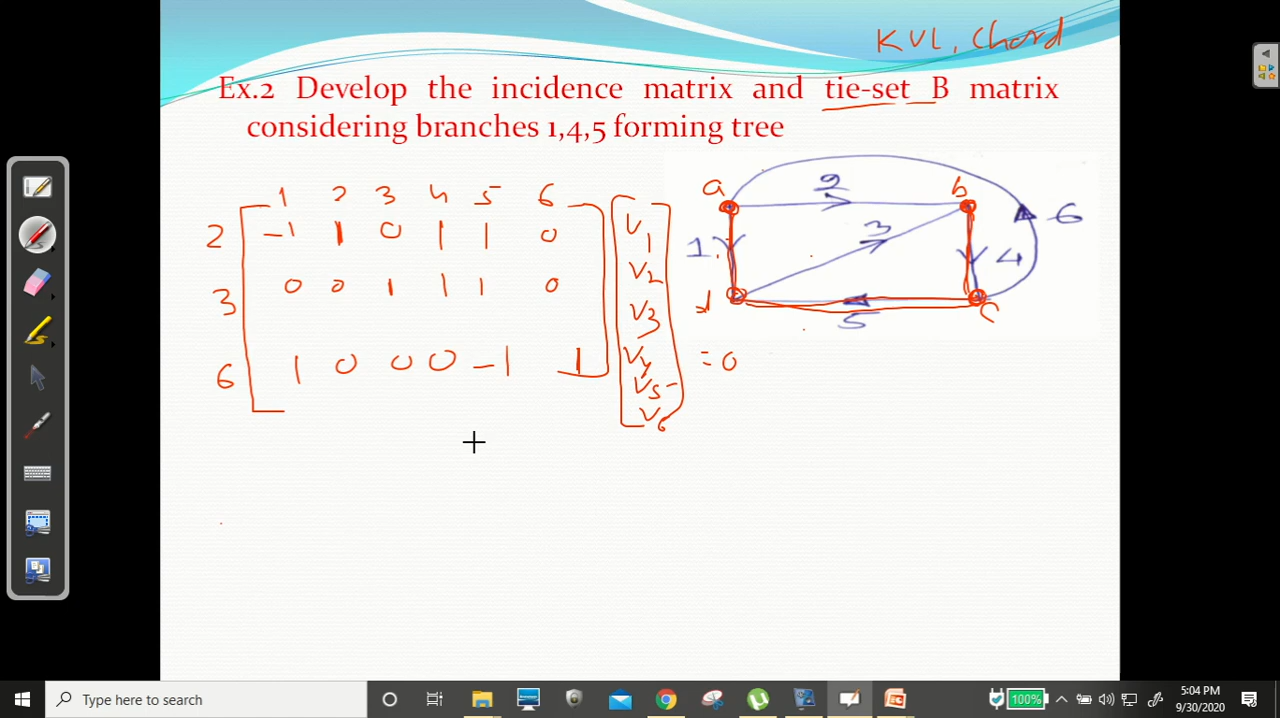 KVL, Chord
Ex.2 Develop the incidence matrix and tie-set B matrix
considering branches 1,4,5 forming tree
1 2 3 4 5 6
2 -1 1 0 1 1 0 V1
3 0 0 1 1 1 0 V2
V3
6 1 0 0 0 -1 1 V4 = 0
V5
V6
a 2 b
1 3 4 6
d 5 c
Type here to search
100%
5:04 PM
9/30/2020